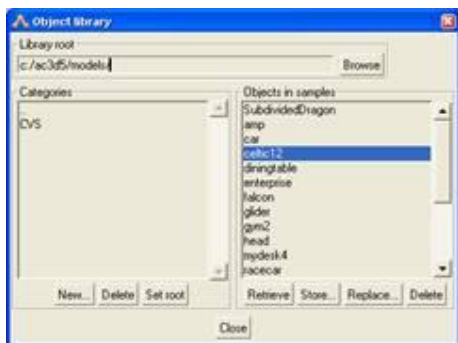 Object library
Library root
c:/ac3d5/models/
Browse
Categories
CVS
New... Delete Set root
Objects in samples
SubdividedDragon
amp
car
celtic12
diningtable
enterprise
falcon
glider
gym2
head
mydesk4
racecar
Retrieve Store... Replace... Delete
Close